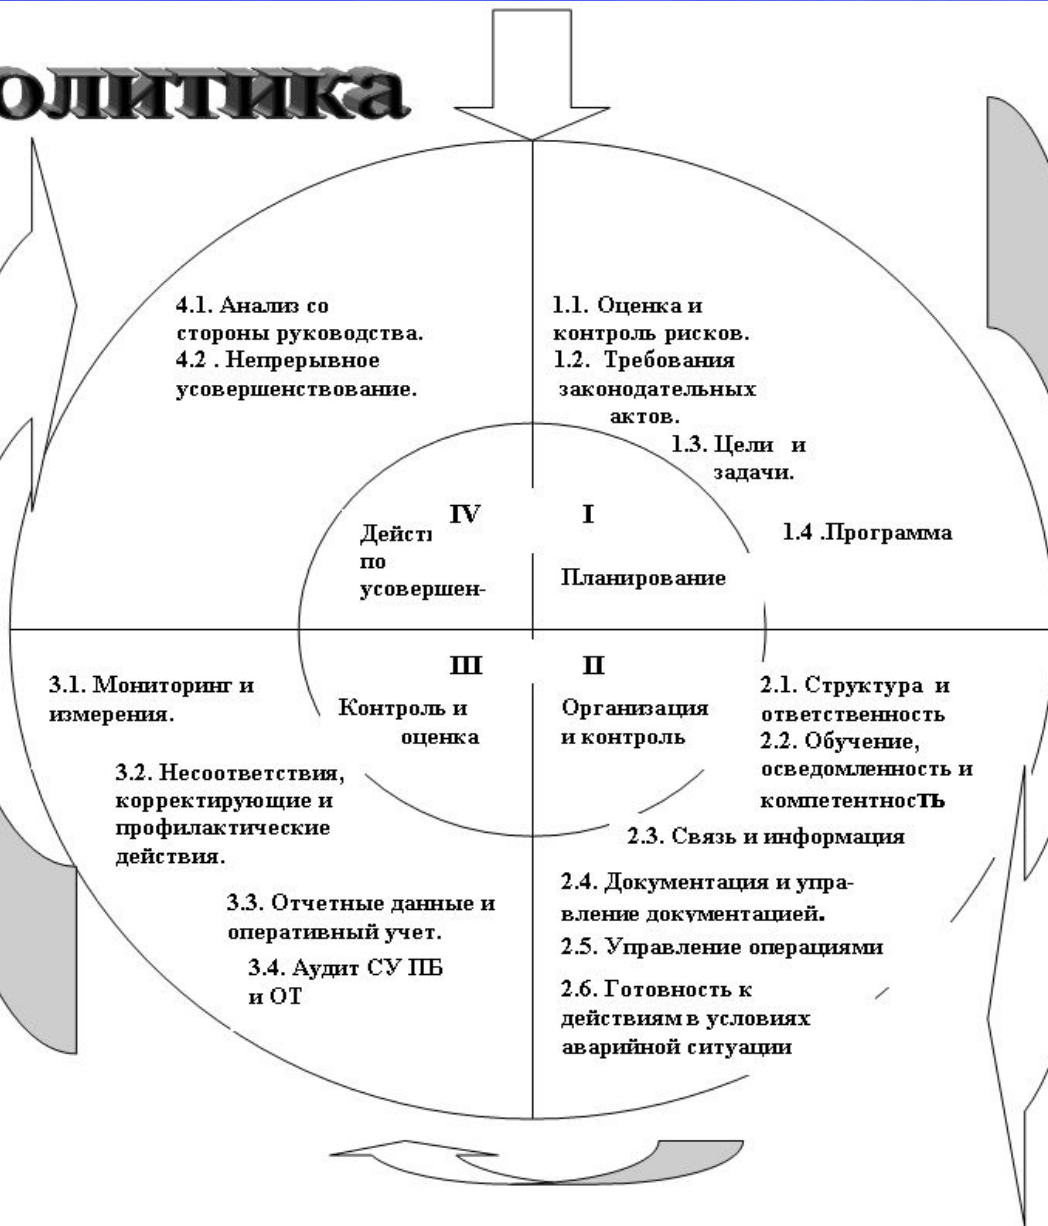 олитика
4.1. Анализ со
стороны руководства.
4.2 . Непрерывное
усовершенствование.
1.1. Оценка и
контроль рисков.
1.2. Требования
законодательных
актов.
1.3. Цели и
задачи.
1.4 .Программа
IV
Дейст
по
усовершен-
I
Планирование
III
Контроль и
оценка
II
Организация
и контроль
3.1. Мониторинг и
измерения.
3.2. Несоответствия,
корректирующие и
профилактические
действия.
3.3. Отчетные данные и
оперативный учет.
3.4. Аудит СУ ПБ
и ОТ
2.1. Структура и
ответственность
2.2. Обучение,
осведомленность и
компетентность
2.3. Связь и информация
2.4. Документация и упра-
вление документацией.
2.5. Управление операциями
2.6. Готовность к
действиям в условиях
аварийной ситуации